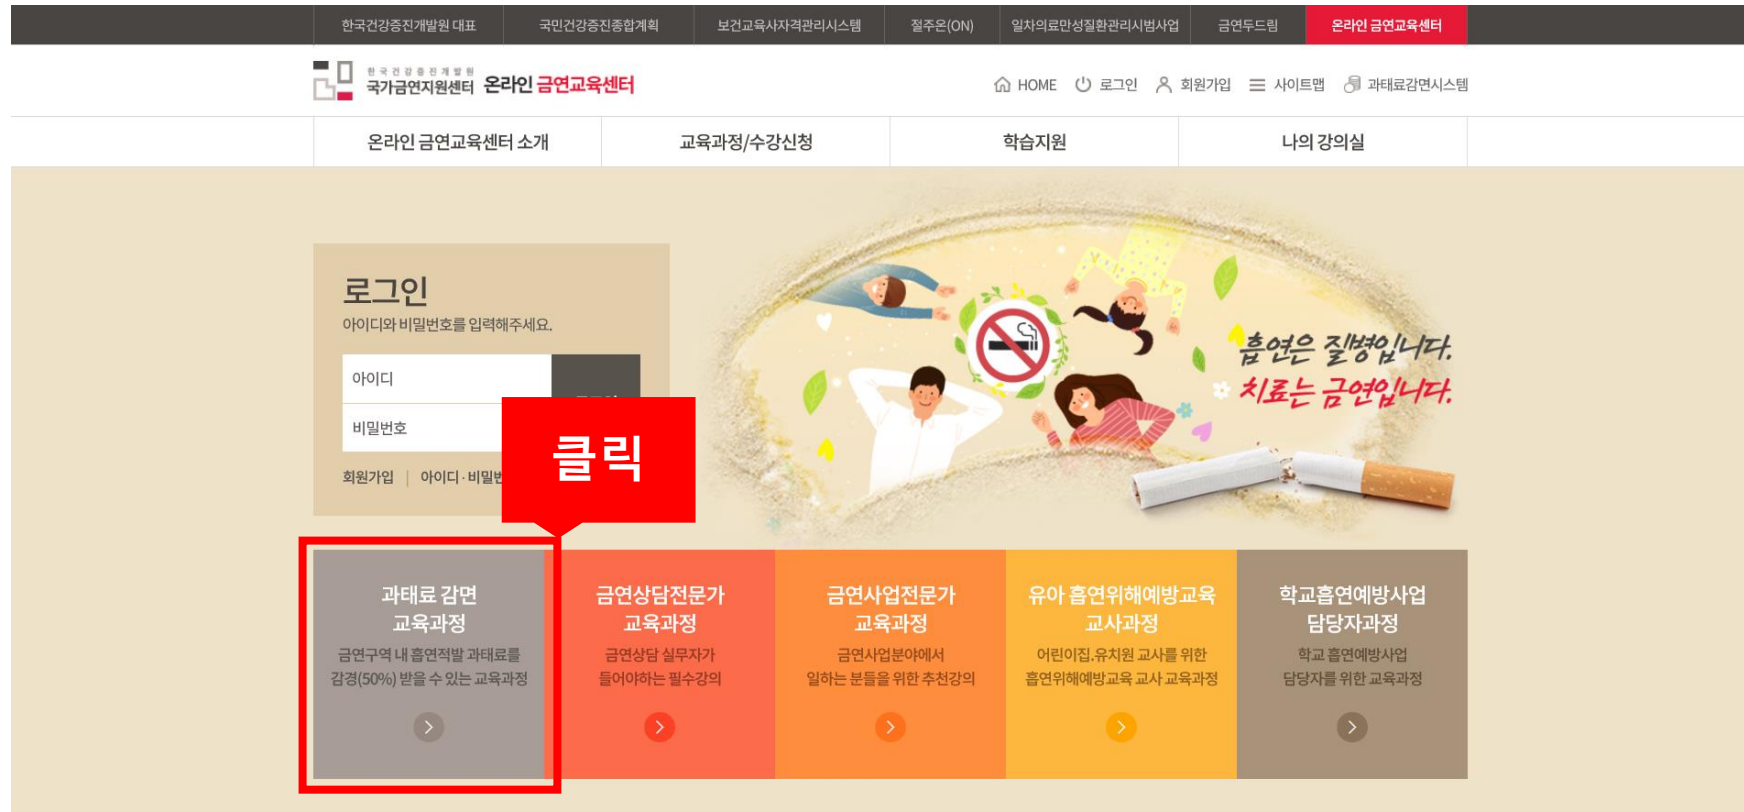 한국건강증진개발원 대표 국민건강증진종합계획 보건교육사자격관리시스템 절주온(ON) 일차의료만성질환관리시범사업 금연두드림 온라인 금연교육센터
한국건강증진개발원
국가금연지원센터 온라인 금연교육센터
HOME 로그인 회원가입 사이트맵 과태료감면시스템
온라인 금연교육센터 소개 교육과정/수강신청 학습지원 나의 강의실
로그인
아이디와 비밀번호를 입력해주세요.
아이디
비밀번호
회원가입 아이디·비밀번
클릭
흡연은 질병입니다.
치료는 금연입니다.
과태료 감면
교육과정
금연구역 내 흡연적발 과태료를
감경(50%) 받을 수 있는 교육과정
금연상담전문가
교육과정
금연상담 실무자가
들어야하는 필수강의
금연사업전문가
교육과정
금연사업분야에서
일하는 분들을 위한 추천강의
유아 흡연위해예방교육
교사과정
어린이집.유치원 교사를 위한
흡연위해예방교육 교사 교육과정
학교흡연예방사업
담당자과정
학교 흡연예방사업
담당자를 위한 교육과정